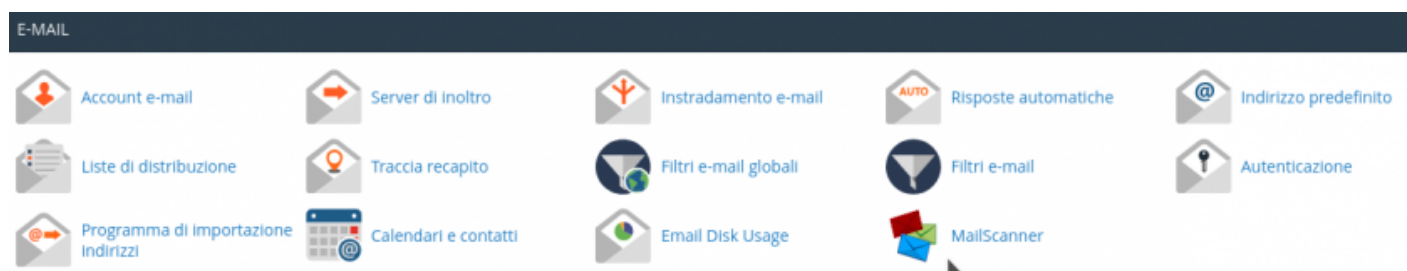 E-MAIL
Account e-mail
Server di inoltro
Instradamento e-mail
AUTO
Risposte automatiche
@
Indirizzo predefinito
Liste di distribuzione
Traccia recapito
Filtri e-mail globali
Filtri e-mail
Autenticazione
@
Programma di importazione
Indirizzi
@
Calendari e contatti
Email Disk Usage
MailScanner